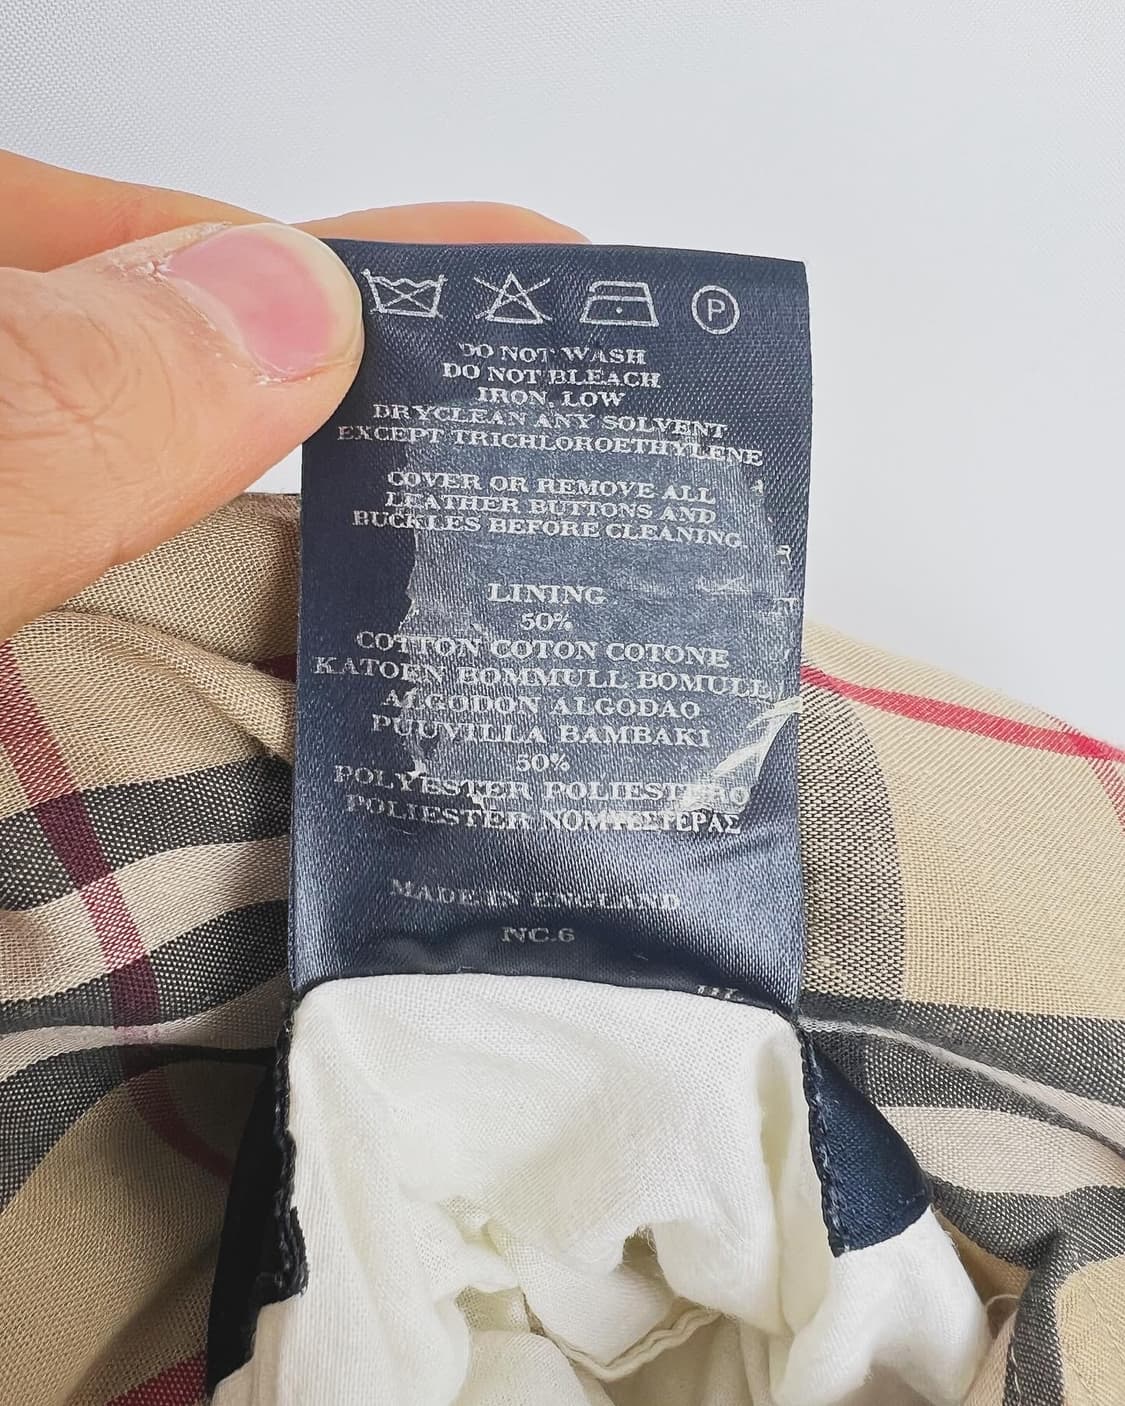 P
DO NOT WASH
DO NOT BLEACH
IRON, LOW
DRYCLEAN ANY SOLVENT
EXCEPT TRICHLOROETHYLENE
COVER OR REMOVE ALL
LEATHER BUTTONS AND
BUCKLES BEFORE CLEANING.
LINING
50%
COTTON COTON COTONE
KATOEN BOMMULL BOMULL
ALGODON ALGODAO
PUUVILLA BAMBAKI
50%
POLYESTER POLIESTERO
POLIESTER
MADE IN ENGLAND
NC.6